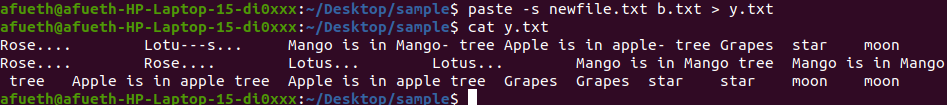 afueth@afueth-HP-Laptop-15-di0xxx:~/Desktop/sample$ paste -s newfile.txt b.txt > y.txt
afueth@afueth-HP-Laptop-15-di0xxx:~/Desktop/sample$ cat y.txt
Rose.... Lotu---s... Mango is in Mango- tree Apple is in apple- tree Grapes star moon
Rose.... Rose.... Lotus... Lotus... Mango is in Mango tree Mango is in Mango
tree Apple is in apple tree Apple is in apple tree Grapes Grapes star star moon moon
afueth@afueth-HP-Laptop-15-di0xxx:~/Desktop/sample$